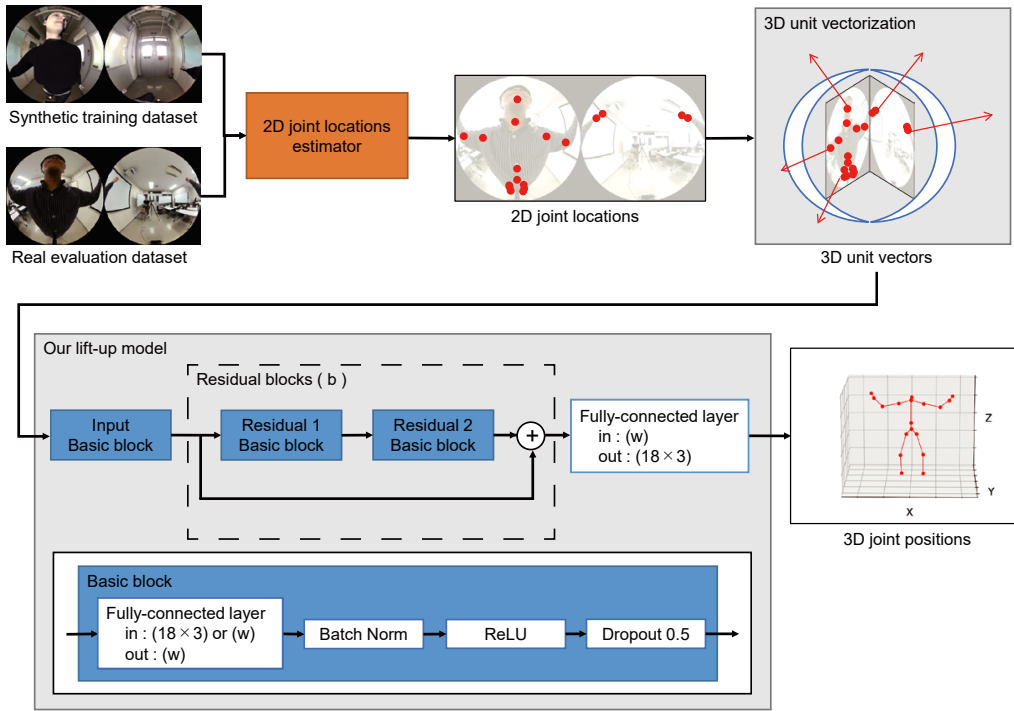 Synthetic training dataset
Real evaluation dataset
2D joint locations
estimator
2D joint locations
3D unit vectorization
3D unit vectors
Our lift-up model
Residual blocks ( b )
Input
Basic block
Residual 1
Basic block
Residual 2
Basic block
+
Fully-connected layer
in : (w)
out : (18×3)
Z
Y
X
3D joint positions
Basic block
Fully-connected layer
in : (18×3) or (w)
out : (w)
Batch Norm
ReLU
Dropout 0.5